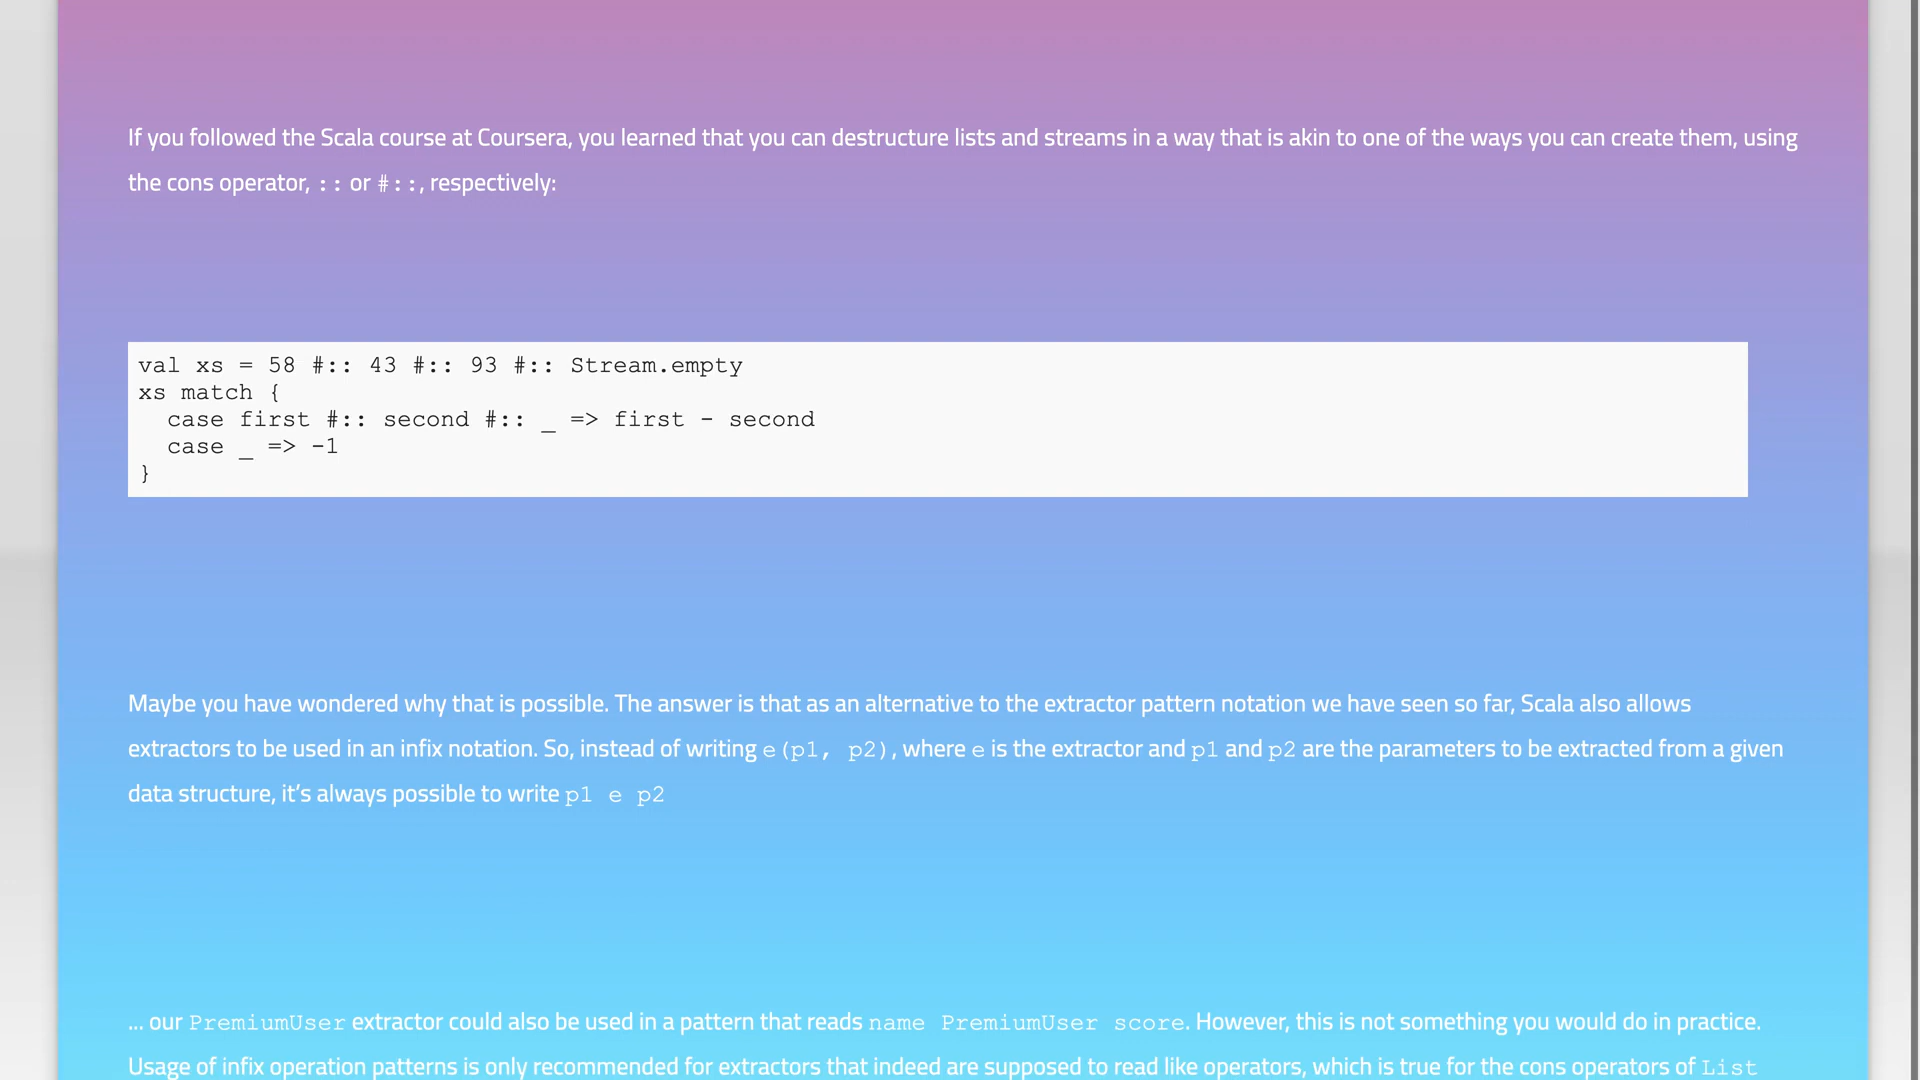 If you followed the Scala course at Coursera, you learned that you can destructure lists and streams in a way that is akin to one of the ways you can create them, using
the cons operator, :: or #::, respectively:
val xs = 58 #:: 43 #:: 93 #:: Stream.empty
xs match {
  case first #:: second #:: _ => first - second
  case _ => -1
}
Maybe you have wondered why that is possible. The answer is that as an alternative to the extractor pattern notation we have seen so far, Scala also allows
extractors to be used in an infix notation. So, instead of writing e(p1, p2), where e is the extractor and p1 and p2 are the parameters to be extracted from a given
data structure, it’s always possible to write p1 e p2
... our PremiumUser extractor could also be used in a pattern that reads name PremiumUser score. However, this is not something you would do in practice.
Usage of infix operation patterns is only recommended for extractors that indeed are supposed to read like operators, which is true for the cons operators of List